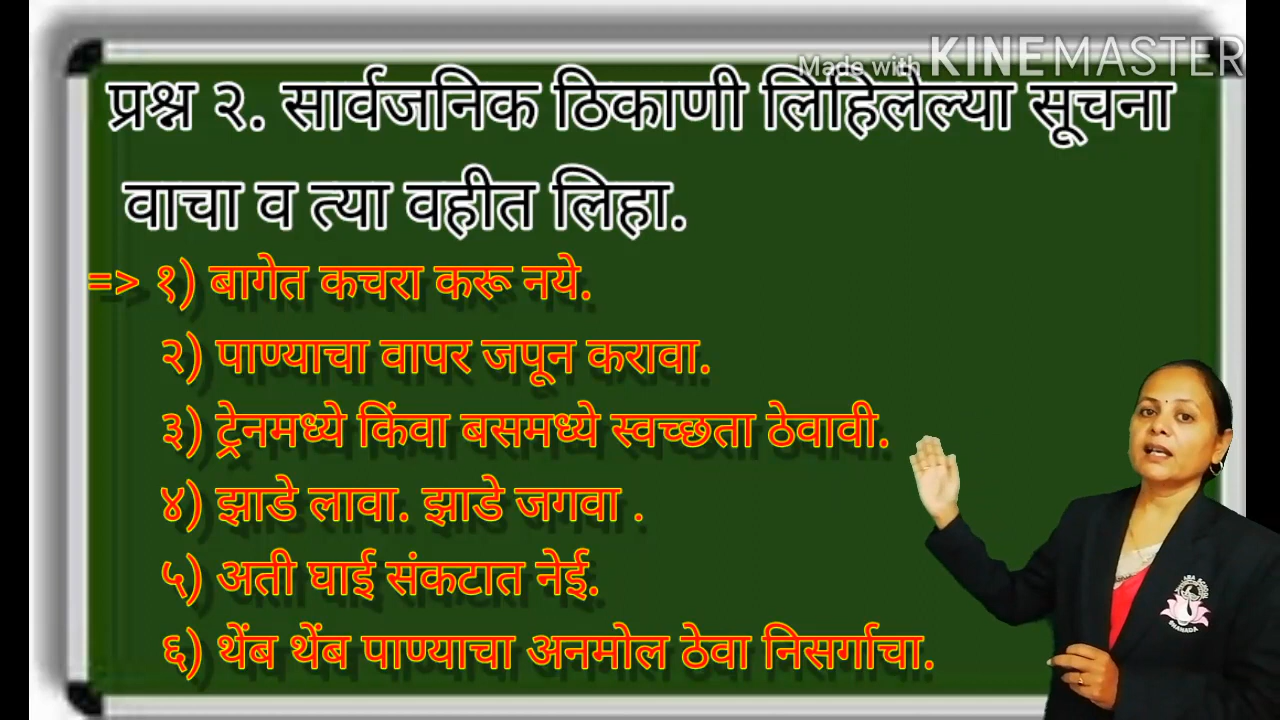 Made with KINEMASTER
प्रश्न २. सार्वजनिक ठिकाणी लिहिलेल्या सूचना
वाचा व त्या वहीत लिहा.
=> १) बागेत कचरा करू नये.
२) पाण्याचा वापर जपून करावा.
३) ट्रेनमध्ये किंवा बसमध्ये स्वच्छता ठेवावी.
४) झाडे लावा. झाडे जगवा .
५) अती घाई संकटात नेई.
६) थेंब थेंब पाण्याचा अनमोल ठेवा निसर्गाचा.